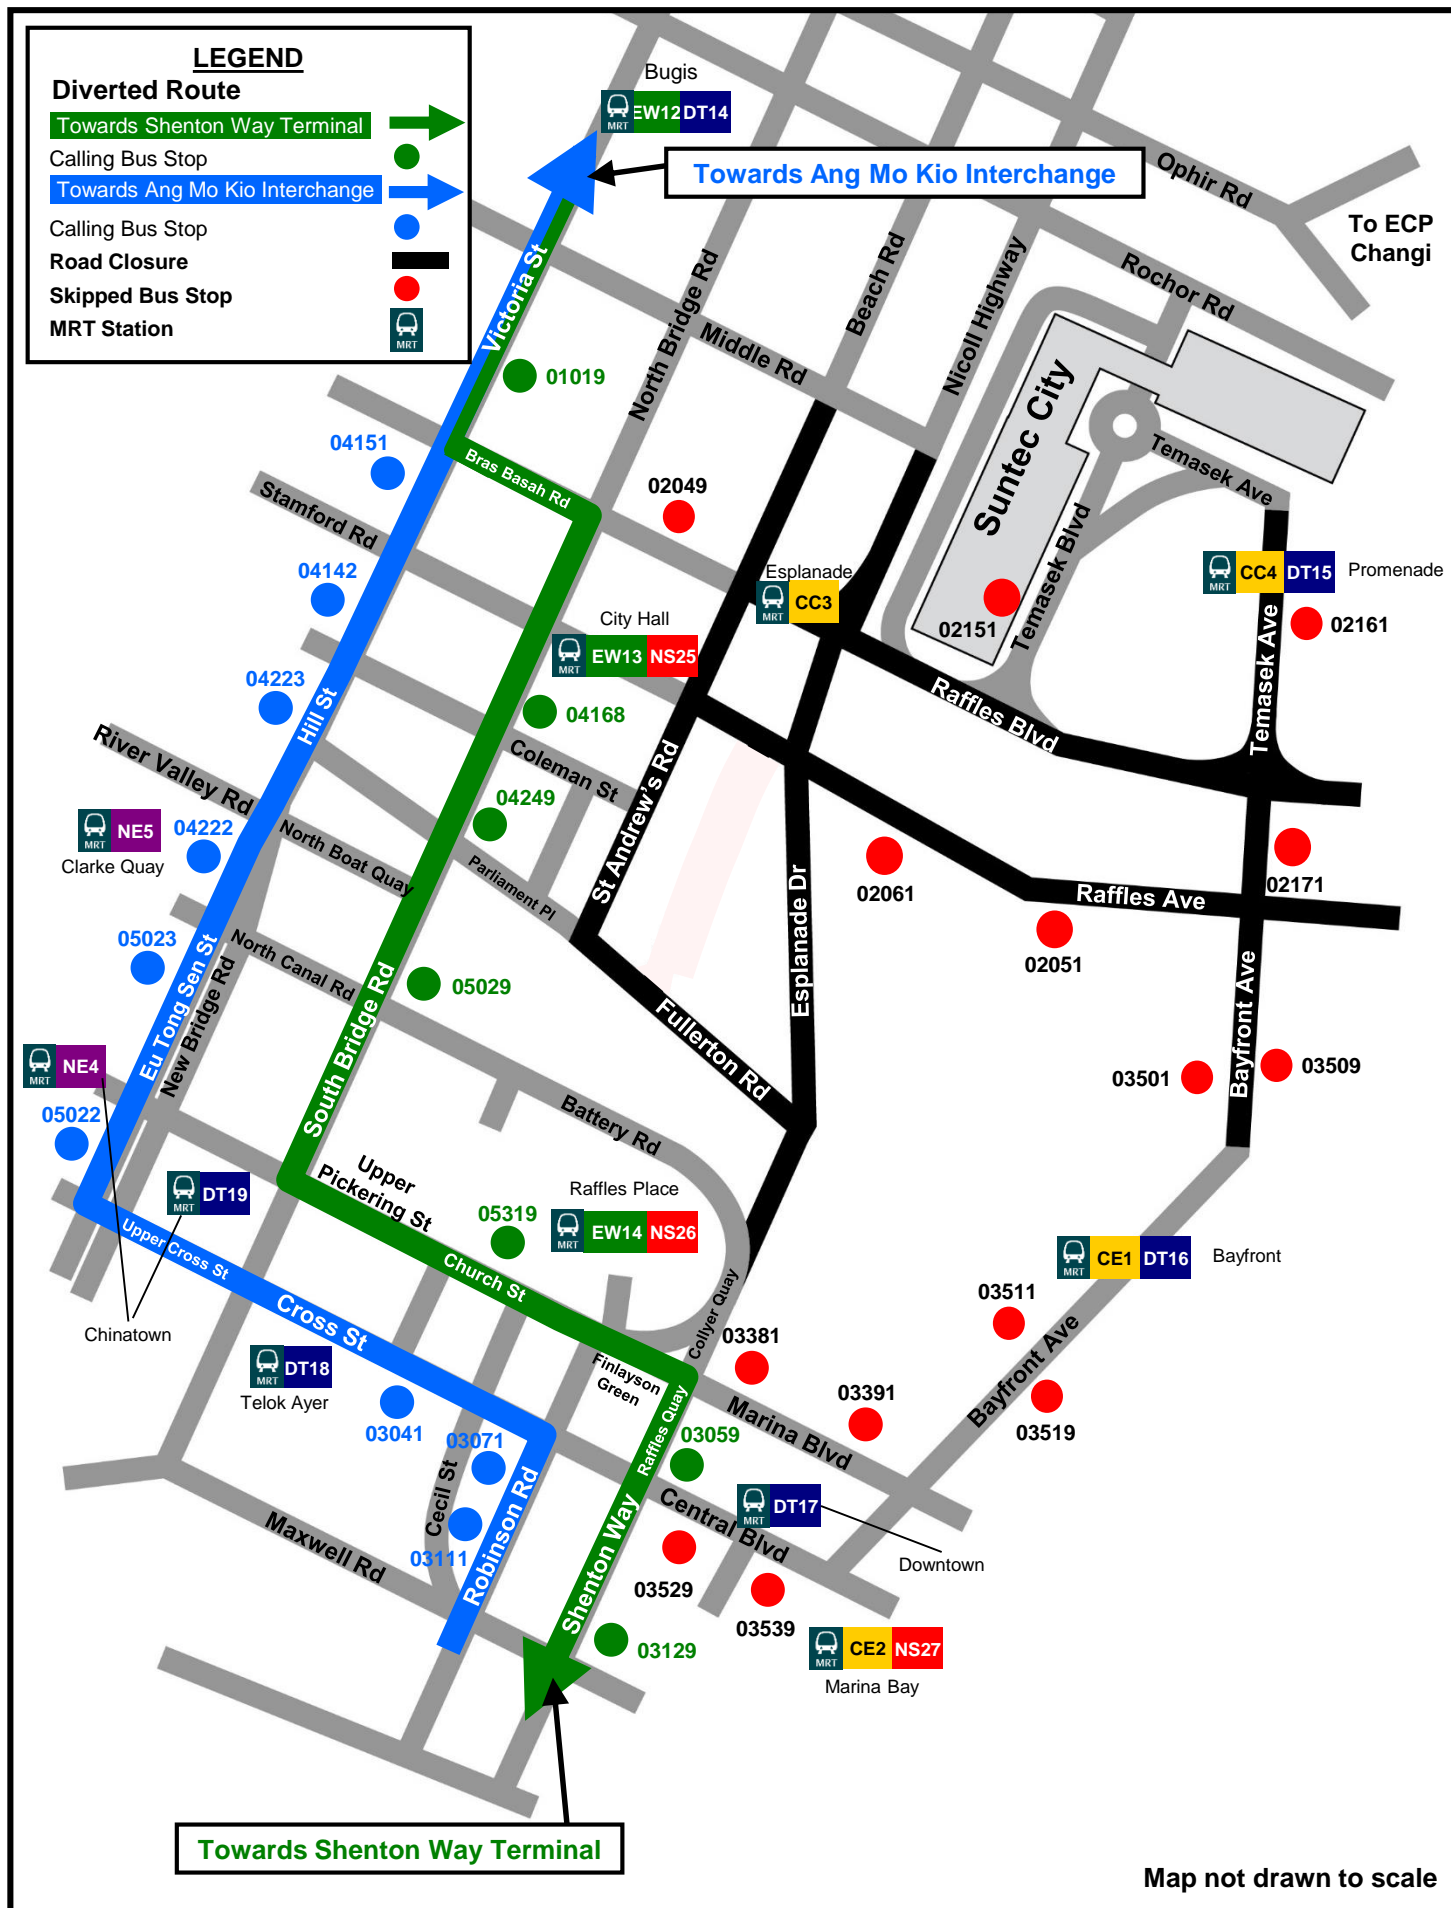 LEGEND
Diverted Route
Towards Shenton Way Terminal
Calling Bus Stop
Towards Ang Mo Kio Interchange
Calling Bus Stop
Road Closure
Skipped Bus Stop
MRT Station
MRT
Bugis
MRT EW12 DT14
Towards Ang Mo Kio Interchange
Ophir Rd
To ECP
Changi
Rochor Rd
Victoria St
North Bridge Rd
Beach Rd
Nicoll Highway
Middle Rd
01019
Suntec City
04151
Bras Basah Rd
Temasek Ave
02049
Stamford Rd
Temasek Blvd
04142
Esplanade
MRT CC3
MRT CC4 DT15 Promenade
02151
02161
City Hall
MRT EW13 NS25
Temasek Ave
04223
Hill St
04168
Raffles Blvd
River Valley Rd
Coleman St
St Andrew's Rd
04249
MRT NE5
Clarke Quay
04222
North Boat Quay
Parliament Pl
Esplanade Dr
02061
02171
Raffles Ave
05023
Eu Tong Sen St
North Canal Rd
New Bridge Rd
South Bridge Rd
05029
02051
Fullerton Rd
Bayfront Ave
MRT NE4
03501
03509
05022
Battery Rd
MRT DT19
Upper
Pickering St
Raffles Place
MRT EW14 NS26
05319
Upper Cross St
Church St
MRT CE1 DT16 Bayfront
Chinatown
Cross St
Collyer Quay
03511
03381
MRT DT18
Telok Ayer
Finlayson
Green
Bayfront Ave
03391
03519
03041
Raffles Quay
Marina Blvd
03071
03059
Cecil St
Robinson Rd
Central Blvd
MRT DT17
Downtown
Maxwell Rd
03111
Shenton Way
03529
03539
MRT CE2 NS27
Marina Bay
03129
Towards Shenton Way Terminal
Map not drawn to scale